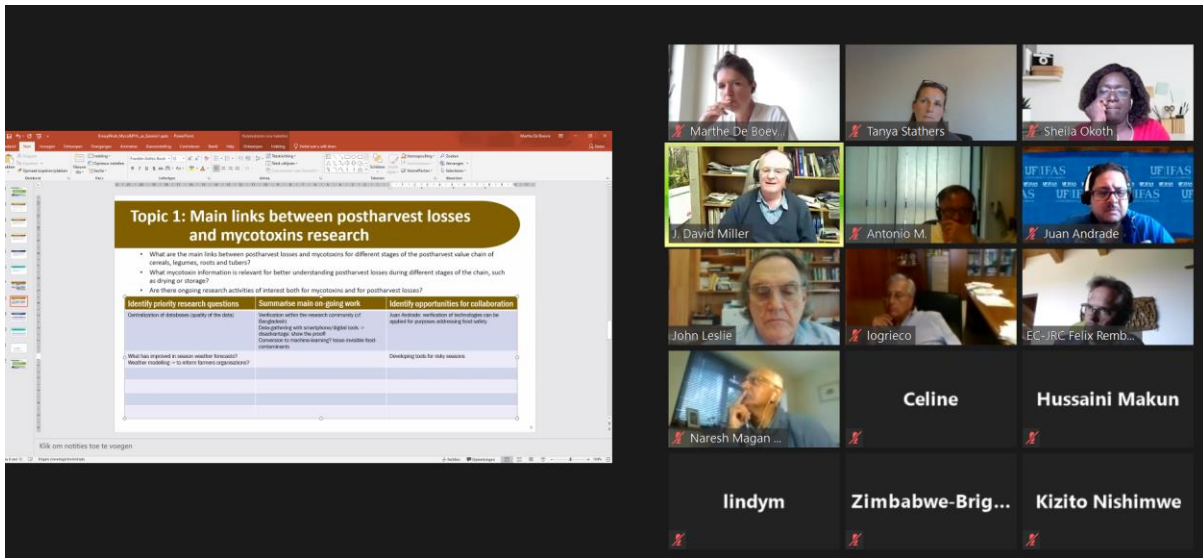 Marthe De Boeve
Topic 1: Main links between postharvest losses
and mycotoxins research
• What are the main links between postharvest losses and mycotoxins for different stages of the postharvest value chain of
cereals, legumes, roots and tubers?
• What mycotoxin information is relevant for better understanding postharvest losses during different stages of the chain, such
as drying or storage?
• Are there ongoing research activities of interest both for mycotoxins and for postharvest losses?
Identify priority research questions
Summarise main on-going work
Identify opportunities for collaboration
Centralization of databases (quality of the data)
Verification within the research community (cf
Bangladesh)
Data-gathering with smartphone/digital tools ->
disadvantage: show the proof!
Conversion to machine-learning? Issue invisible food
contaminants
Juan Andrade: verification of technologies can be
applied for purposes addressing food safety
What has improved in season weather forecasts?
Weather modelling -> to inform farmers organisations?
Developing tools for risky seasons
Klik om notities toe te voegen
Marthe De Boev...
Tanya Stathers
Sheila Okoth
J. David Miller
Antonio M.
UF|IFAS
UF|IFAS
Juan Andrade
John Leslie
logrieco
EC-JRC Felix Remb...
Naresh Magan ...
Celine
Hussaini Makun
lindym
Zimbabwe-Brig...
Kizito Nishimwe